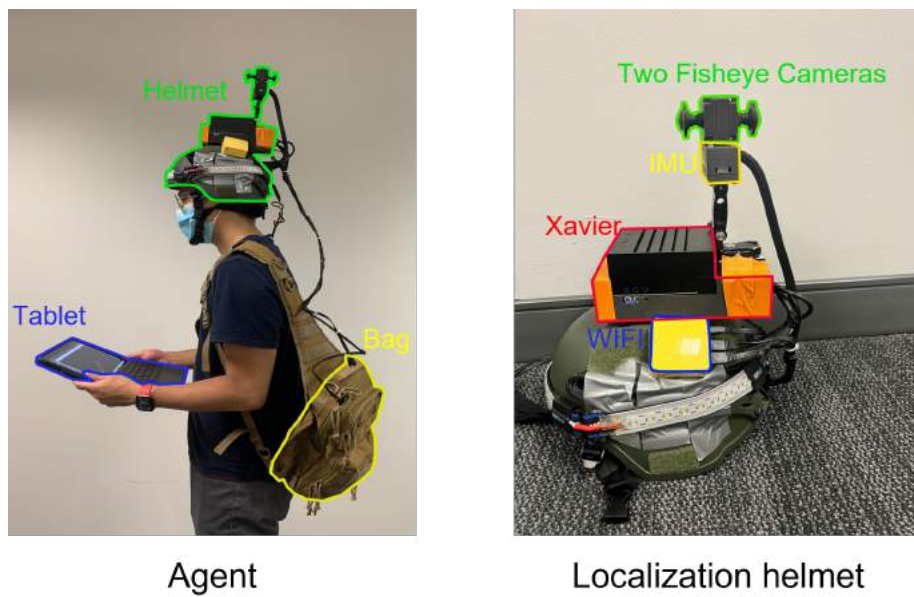 Helmet
Tablet
Bag
Agent
Two Fisheye Cameras
IMU
Xavier
WIFI
Localization helmet